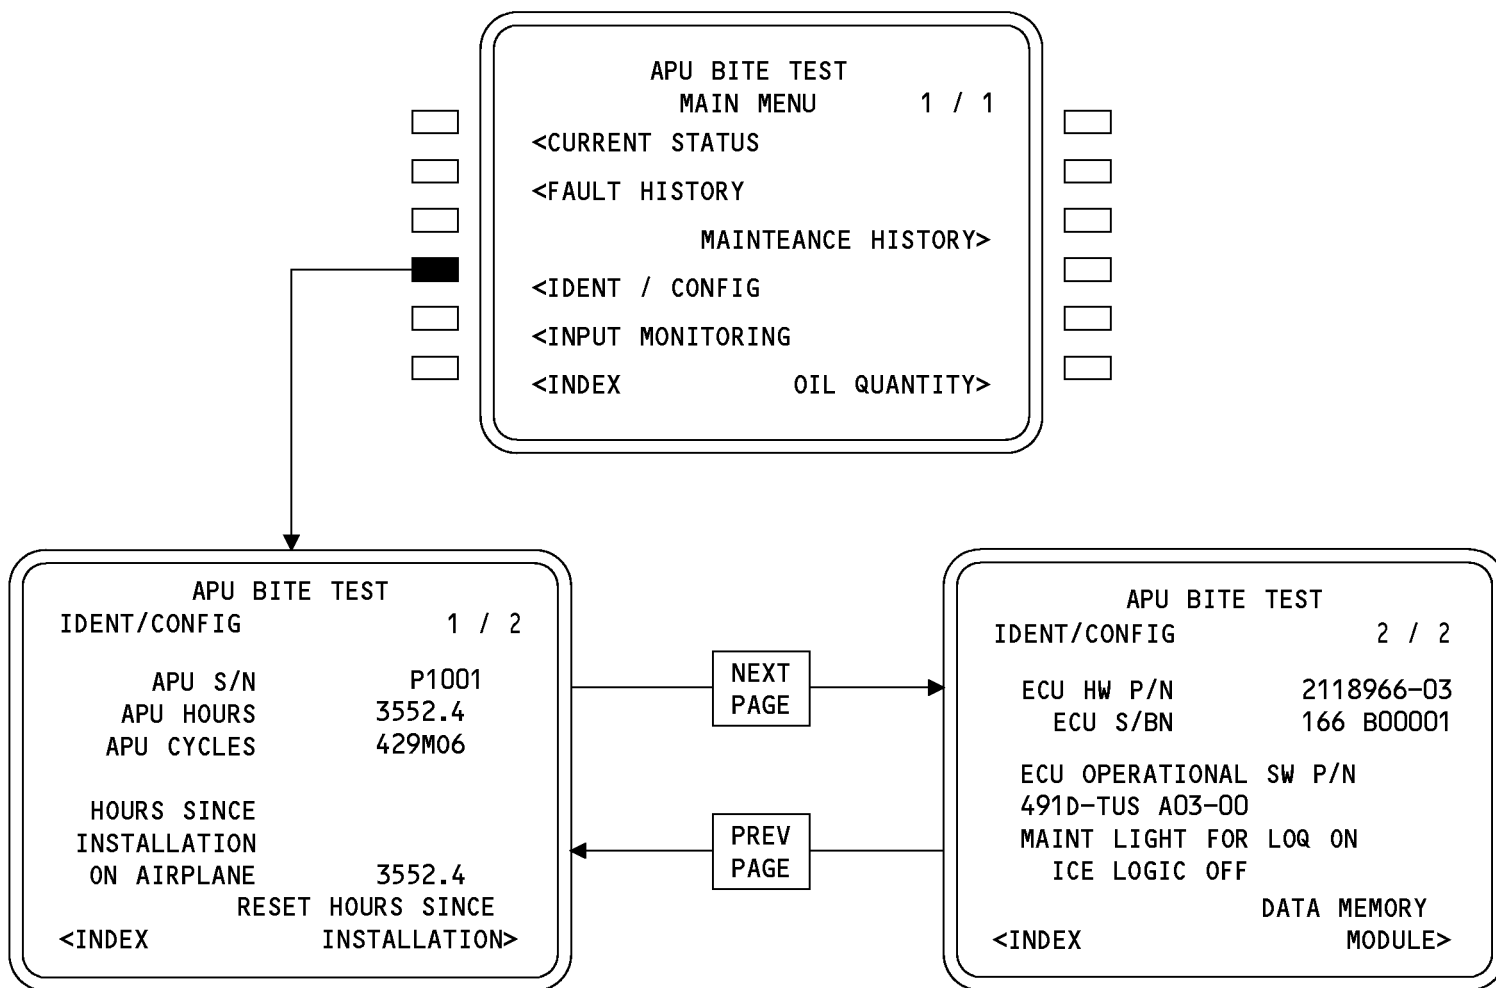 APU BITE TEST
MAIN MENU 1 / 1
<CURRENT STATUS
<FAULT HISTORY
MAINTEANCE HISTORY>
<IDENT / CONFIG
<INPUT MONITORING
<INDEX OIL QUANTITY>
APU BITE TEST
IDENT/CONFIG 1 / 2
APU S/N P1001
APU HOURS 3552.4
APU CYCLES 429M06
HOURS SINCE
INSTALLATION
ON AIRPLANE 3552.4
RESET HOURS SINCE
<INDEX INSTALLATION>
NEXT
PAGE
PREV
PAGE
APU BITE TEST
IDENT/CONFIG 2 / 2
ECU HW P/N 2118966-03
ECU S/BN 166 B00001
ECU OPERATIONAL SW P/N
491D-TUS A03-00
MAINT LIGHT FOR LOQ ON
ICE LOGIC OFF
DATA MEMORY
<INDEX MODULE>